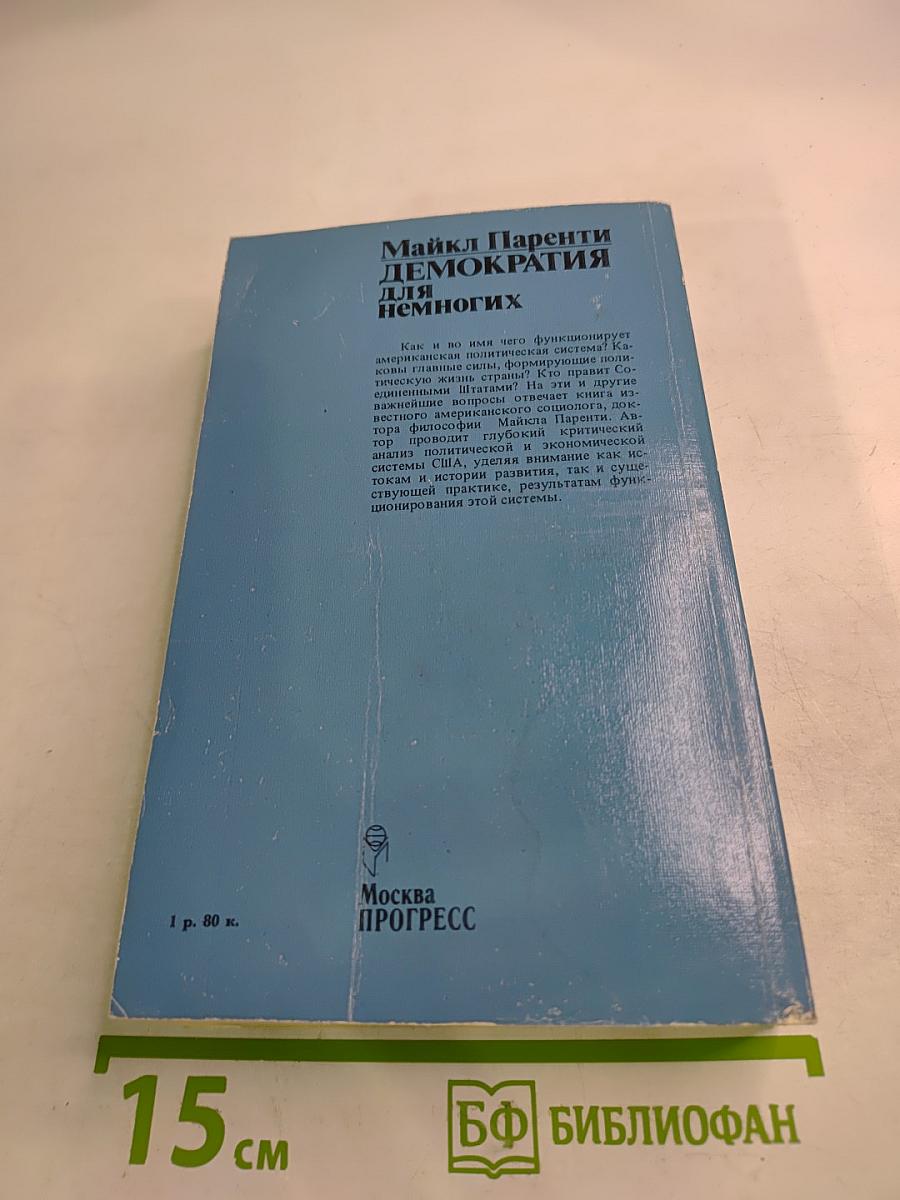 Майкл Паренти
ДЕМОКРАТИЯ
для
немногих
Как и во имя чего функционирует
американская политическая система? Ка-
ковы главные силы, формирующие поли-
тическую жизнь страны? Кто правит Со-
единенными Штатами? На эти и другие
важнейшие вопросы отвечает книга из-
вестного американского социолога, док-
тора философии Майкла Паренти. Ав-
тор проводит глубокий критический
анализ политической и экономической
системы США, уделяя внимание как ис-
токам и истории развития, так и суще-
ствующей практике, результатам функ-
ционирования этой системы.
Москва
ПРОГРЕСС
1 р. 80 к.
15 см
БФ БИБЛИОФАН